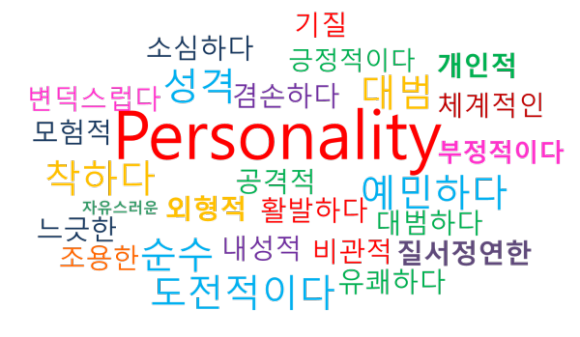 기질
소심하다
긍정적이다
개인적
성격
겸손하다
대범
변덕스럽다
체계적인
모험적
Personality
부정적이다
착하다
공격적
예민하다
자유스러운
외형적
활발하다
대범하다
느긋한
조용한
순수
내성적
비관적
질서정연한
도전적이다
유쾌하다